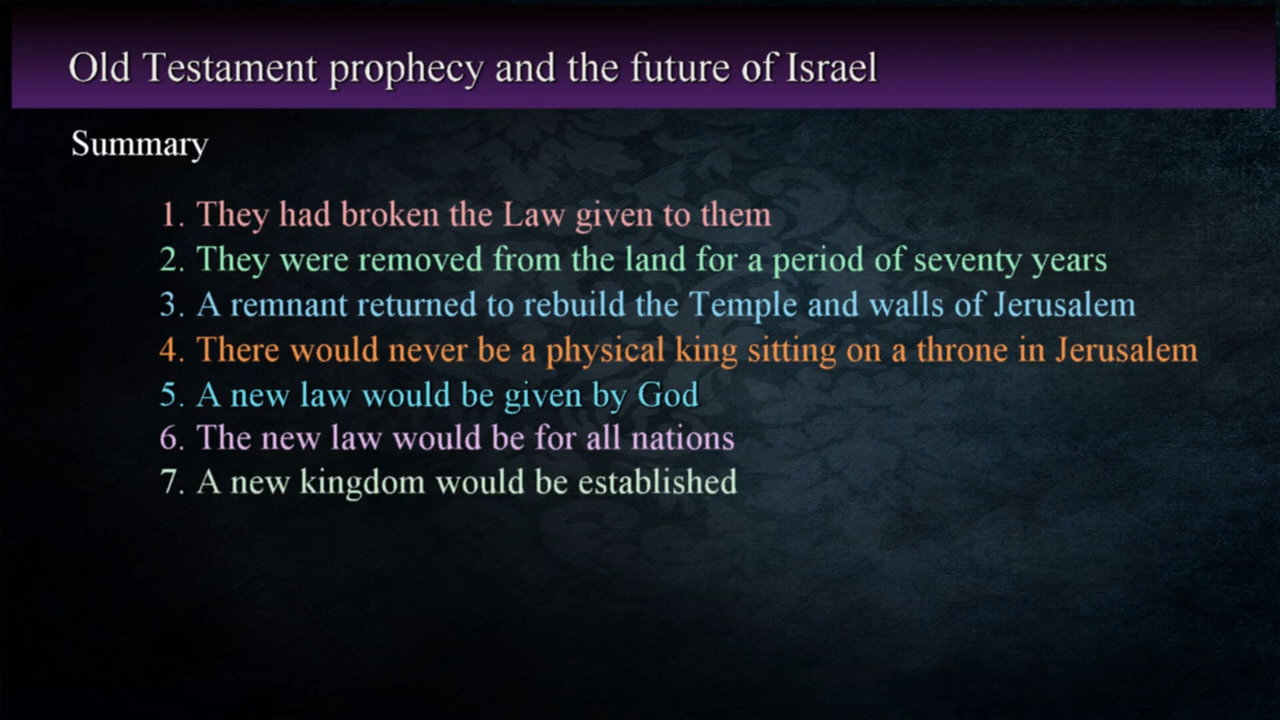 Old Testament prophecy and the future of Israel
Summary
1. They had broken the Law given to them
2. They were removed from the land for a period of seventy years
3. A remnant returned to rebuild the Temple and walls of Jerusalem
4. There would never be a physical king sitting on a throne in Jerusalem
5. A new law would be given by God
6. The new law would be for all nations
7. A new kingdom would be established